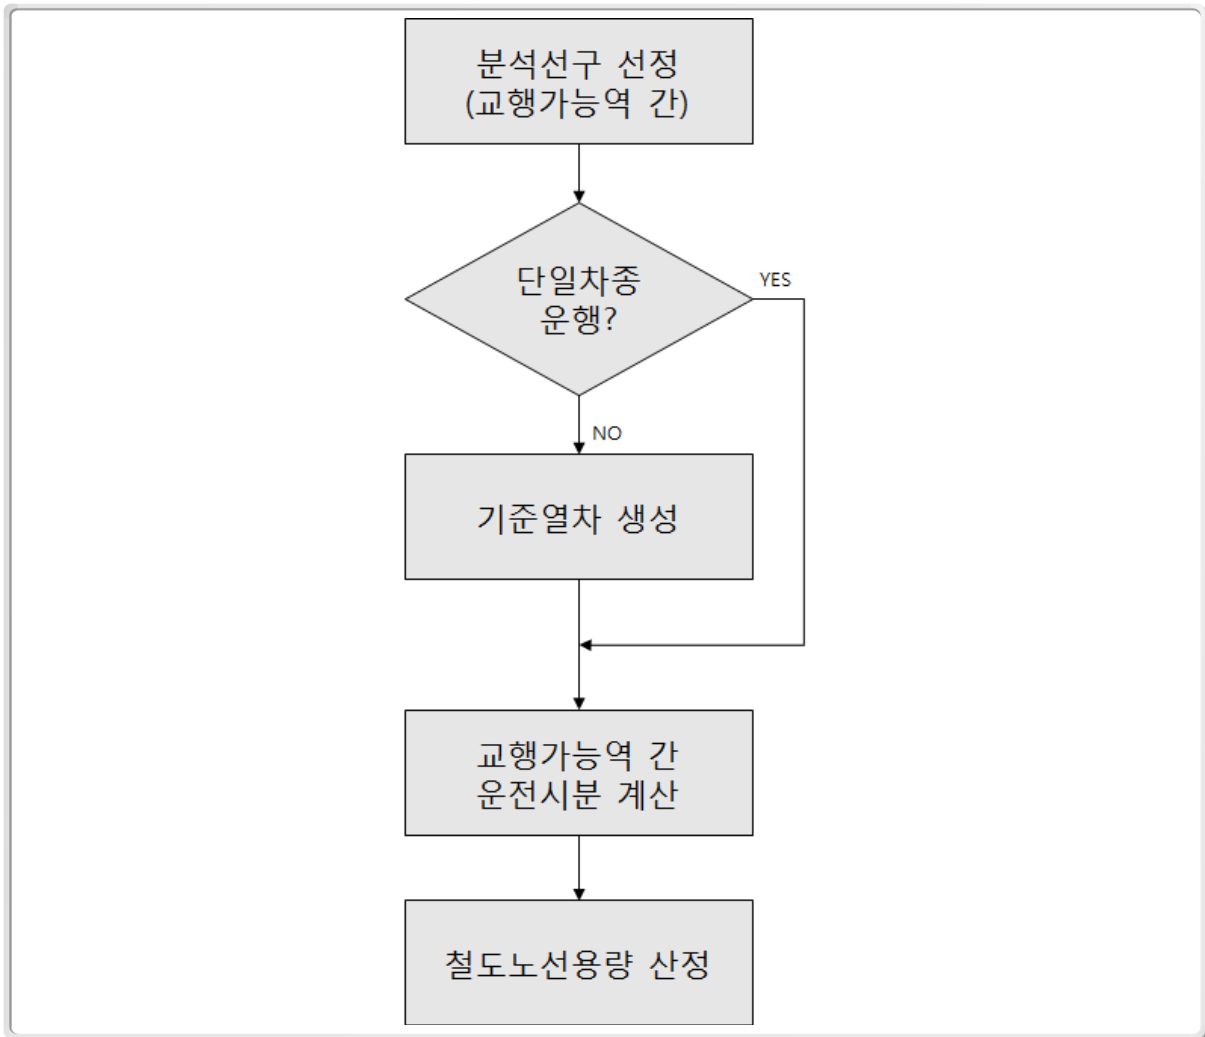 분석선구 선정
(교행가능역 간)
단일차종
운행?
YES
NO
기준열차 생성
교행가능역 간
운전시분 계산
철도노선용량 산정